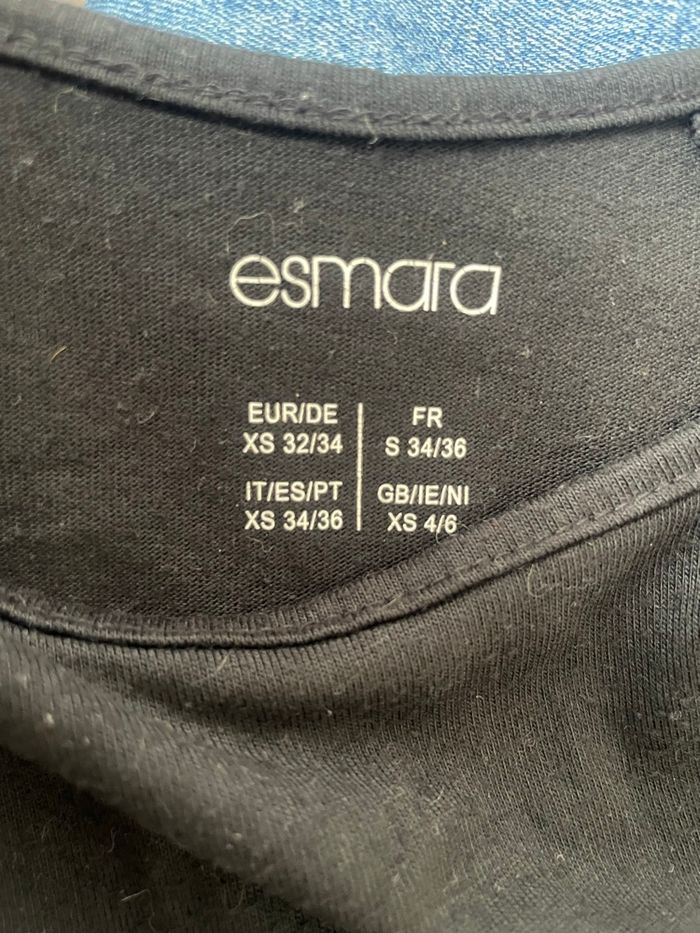 esmara
EUR/DE
XS 32/34
FR
S 34/36
IT/ES/PT
XS 34/36
GB/IE/NI
XS 4/6